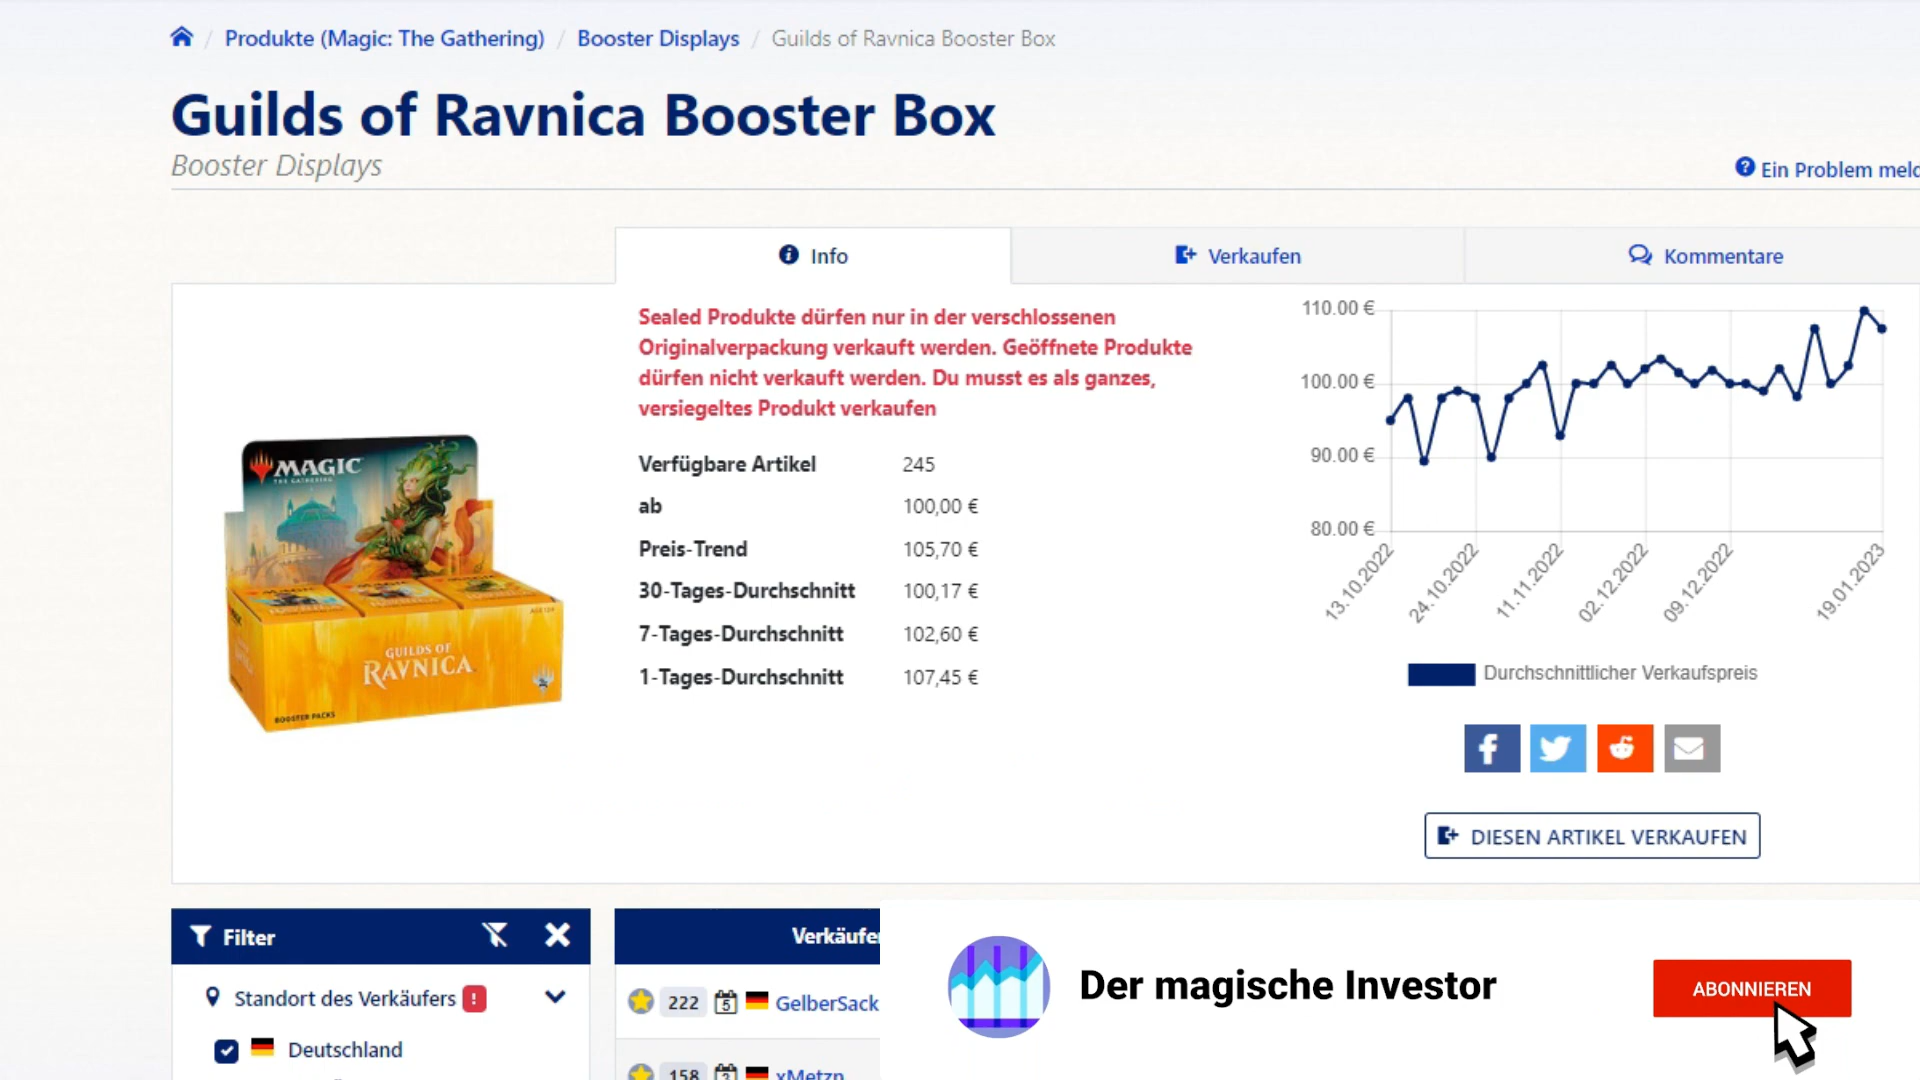 / Produkte (Magic: The Gathering) / Booster Displays / Guilds of Ravnica Booster Box
Guilds of Ravnica Booster Box
Booster Displays
Ein Problem meld
Info
Verkaufen
Kommentare
Sealed Produkte dürfen nur in der verschlossenen
Originalverpackung verkauft werden. Geöffnete Produkte
dürfen nicht verkauft werden. Du musst es als ganzes,
versiegeltes Produkt verkaufen
Verfügbare Artikel 245
ab 100,00 €
Preis-Trend 105,70 €
30-Tages-Durchschnitt 100,17 €
7-Tages-Durchschnitt 102,60 €
1-Tages-Durchschnitt 107,45 €
MAGIC
THE GATHERING
GUILDS OF
RAVNICA
BOOSTER PACKS
110.00 €
100.00 €
90.00 €
80.00 €
13.10.2022
24.10.2022
11.11.2022
02.12.2022
09.12.2022
19.01.2023
Durchschnittlicher Verkaufspreis
DIESEN ARTIKEL VERKAUFEN
Filter
Standort des Verkäufers !
Deutschland
Verkäufer
222 5 GelberSack
158 xMetzn
Der magische Investor
ABONNIEREN